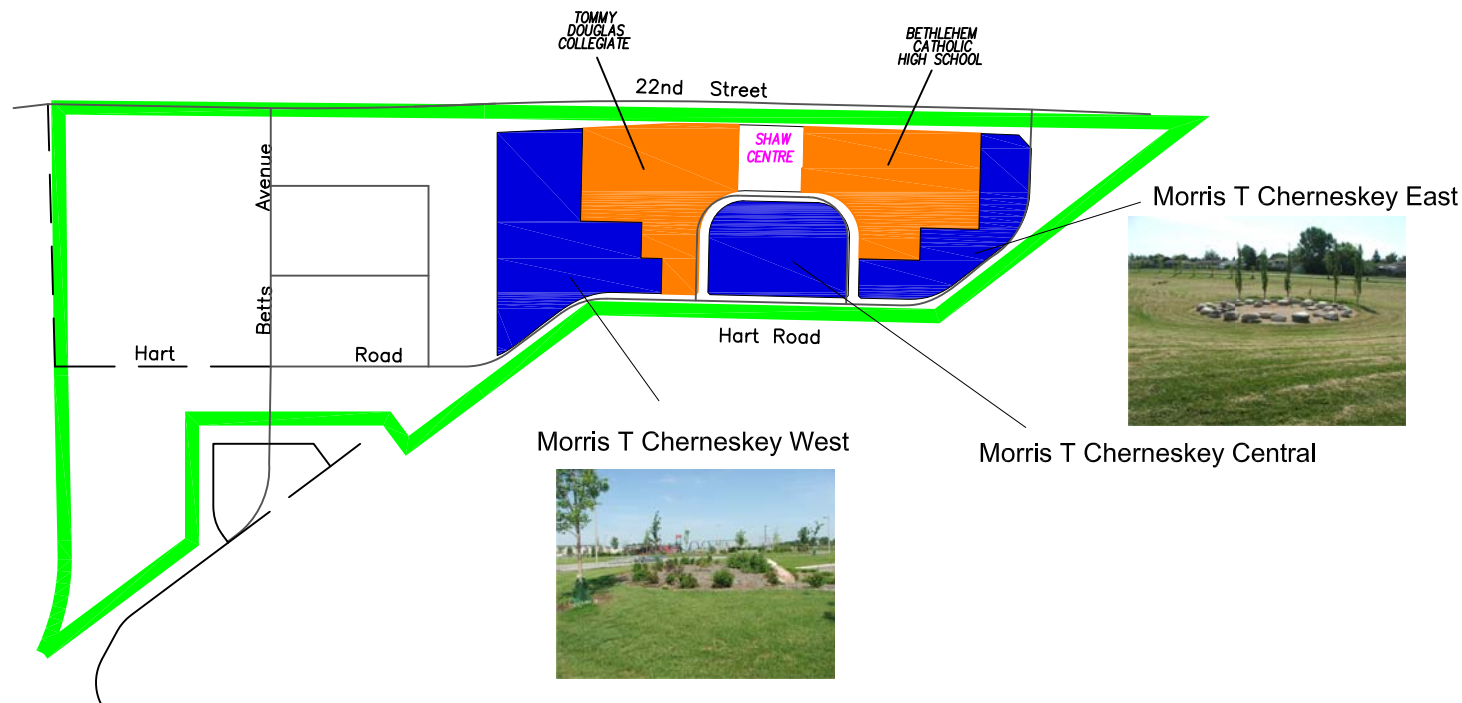 TOMMY
DOUGLAS
COLLEGIATE
BETHLEHEM
CATHOLIC
HIGH SCHOOL
22nd Street
SHAW
CENTRE
Betts Avenue
Morris T Cherneskey East
Hart Road
Hart Road
Morris T Cherneskey West
Morris T Cherneskey Central